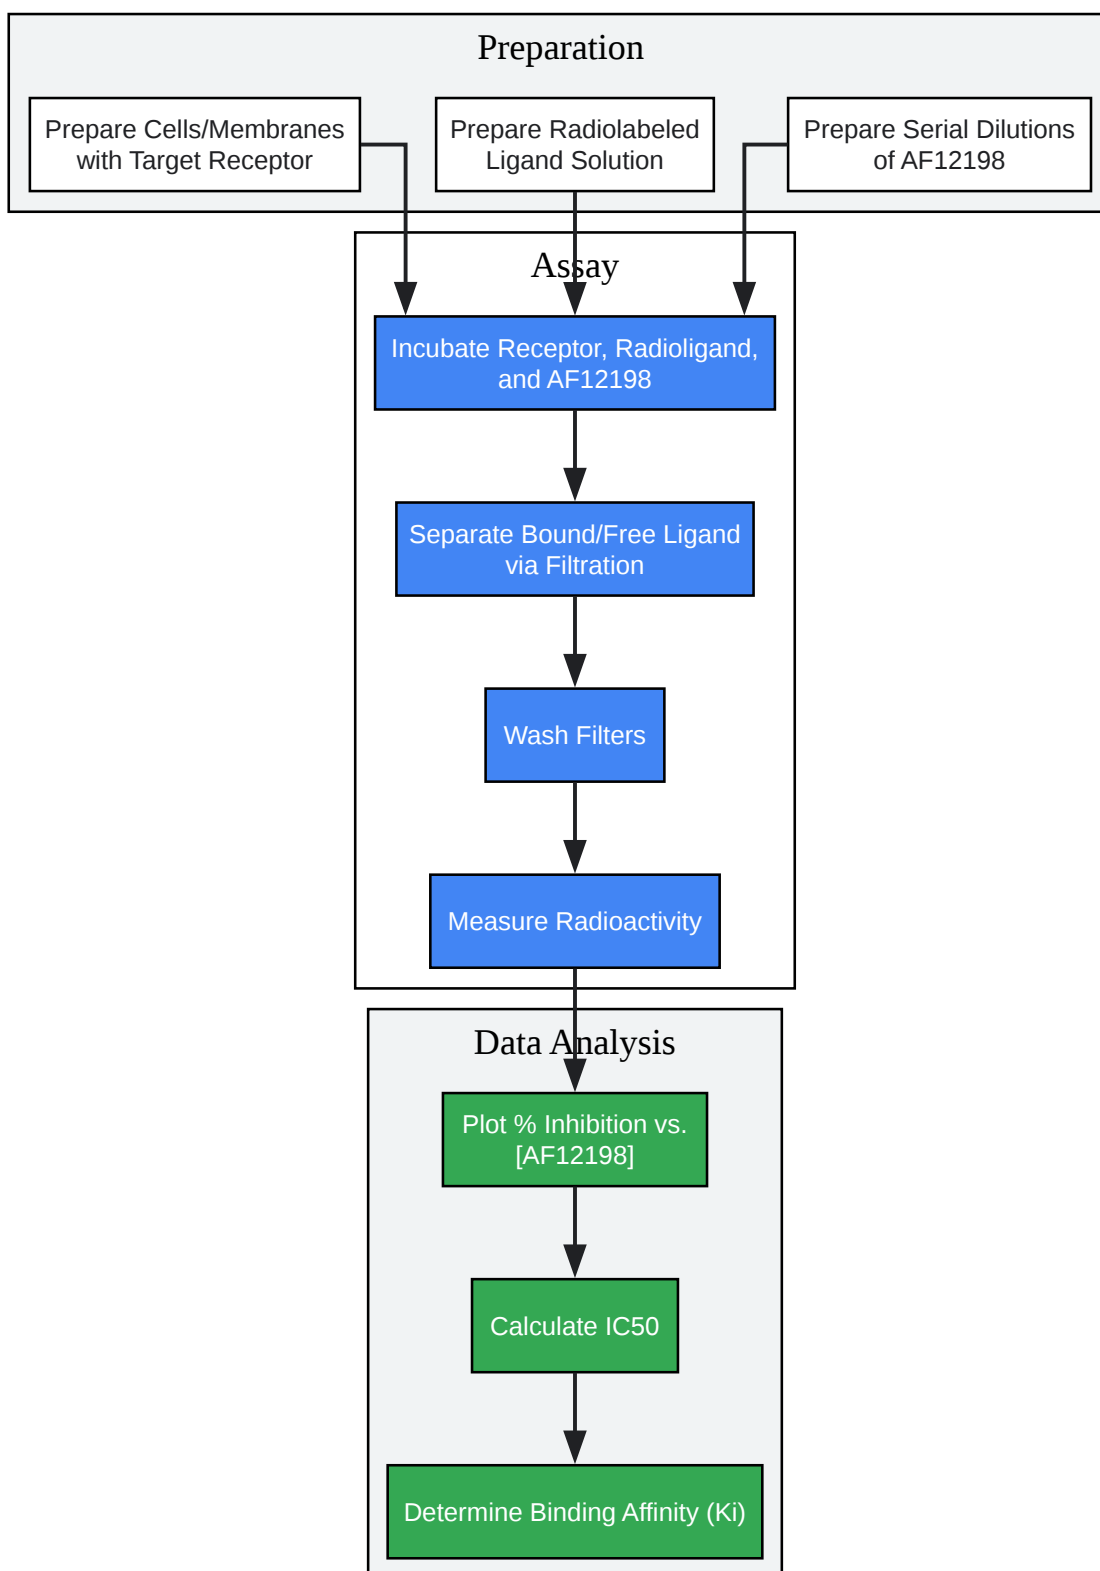 Preparation
Prepare Cells/Membranes
with Target Receptor
Prepare Radiolabeled
Ligand Solution
Prepare Serial Dilutions
of AF12198
Assay
Incubate Receptor, Radioligand,
and AF12198
Separate Bound/Free Ligand
via Filtration
Wash Filters
Measure Radioactivity
Data Analysis
Plot % Inhibition vs.
[AF12198]
Calculate IC50
Determine Binding Affinity (Ki)